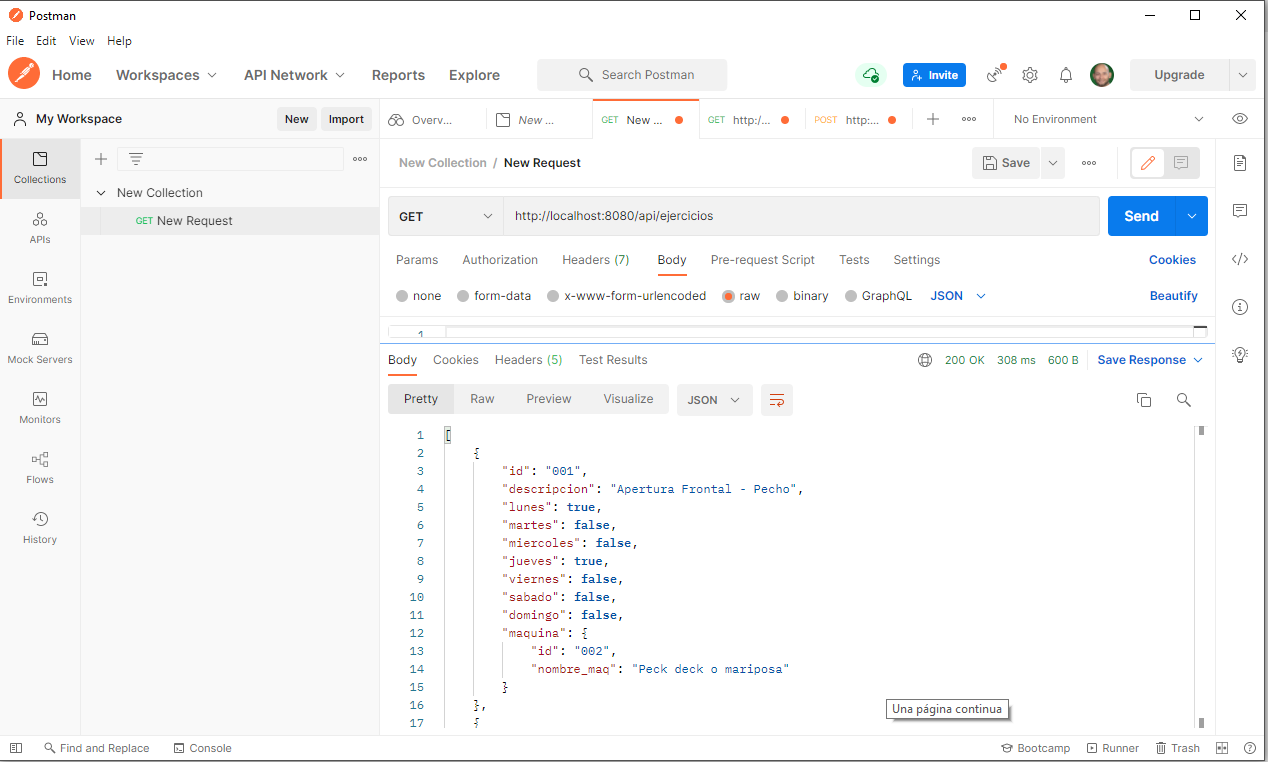 Postman
File Edit View Help
Home Workspaces API Network Reports Explore Search Postman Invite Upgrade
My Workspace New Import Overv... New ... GET New ... GET http:/... POST http:... No Environment
Collections
APIs
Environments
Mock Servers
Monitors
Flows
History
New Collection
GET New Request
New Collection / New Request Save
GET http://localhost:8080/api/ejercicios Send
Params Authorization Headers (7) Body Pre-request Script Tests Settings Cookies
none form-data x-www-form-urlencoded raw binary GraphQL JSON Beautify
1
Body Cookies Headers (5) Test Results 200 OK 308 ms 600 B Save Response
Pretty Raw Preview Visualize JSON
1 [
2 {
3 "id": "001",
4 "descripcion": "Apertura Frontal - Pecho",
5 "lunes": true,
6 "martes": false,
7 "miercoles": false,
8 "jueves": true,
9 "viernes": false,
10 "sabado": false,
11 "domingo": false,
12 "maquina": {
13 "id": "002",
14 "nombre_maq": "Peck deck o mariposa"
15 }
16 },
17 {
Una página continua
Find and Replace Console Bootcamp Runner Trash